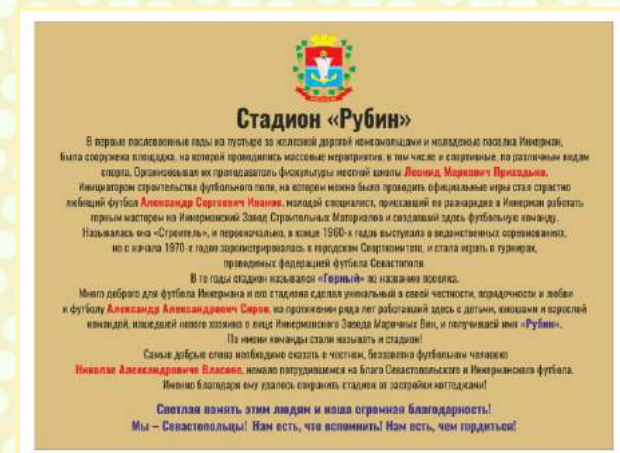 Стадион «Рубин»
В первые послевоенные годы на пустыре за железной дорогой комсомольцами и молодежью поселка Инкерман,
была сооружена площадка, на которой проводились массовые мероприятия, в том числе и спортивные, по различным видам
спорта. Организовывал их преподаватель физкультуры местной школы Леонид Маркович Приходько.
Инициатором строительства футбольного поля, на котором можно было проводить официальные игры стал страстно
любящий футбол Александр Сергеевич Иванов, молодой специалист, приехавший по разнарядке в Инкерман работать
горным мастером на Инкерманский Завод Строительных Материалов и создавший здесь футбольную команду.
Называлась она «Строитель», и первоначально, в конце 1960-х годов выступала в ведомственных соревнованиях,
но с начала 1970-х годов зарегистрировалась в городском Спорткомитете, и стала играть в турнирах,
проводимых федерацией футбола Севастополя.
В те годы стадион назывался «Горный» по названию поселка.
Много доброго для футбола Инкермана и его стадиона сделал уникальный в своей честности, порядочности и любви
к футболу Александр Александрович Серов, на протяжении ряда лет работавший здесь с детьми, юношами и взрослой
командой, нашедшей нового хозяина в лице Инкерманского Завода Марочных Вин, и получившей имя «Рубин».
По имени команды стали называть и стадион!
Самые добрые слова необходимо сказать о честном, беззаветно футбольном человеке
Николае Александровиче Власове, немало потрудившемся на благо Севастопольского и Инкерманского футбола.
Именно благодаря ему удалось сохранить стадион от застройки коттеджами!
Светлая память этим людям и наша огромная благодарность!
Мы – Севастопольцы! Нам есть, что вспомнить! Нам есть, чем гордиться!